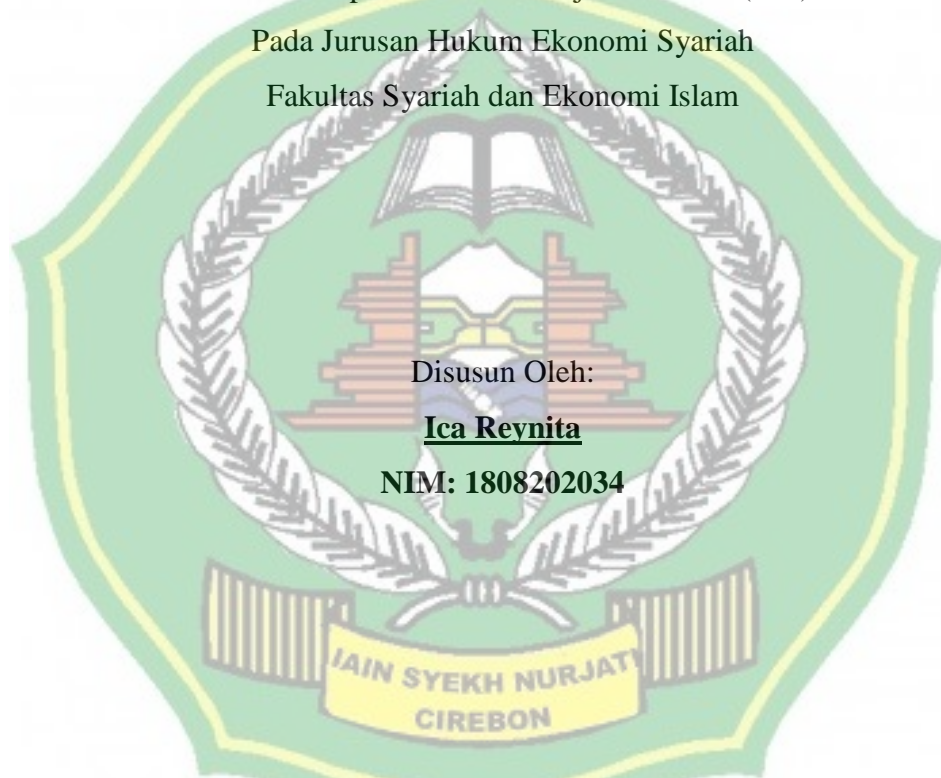 Pada Jurusan Hukum Ekonomi Syariah
Fakultas Syariah dan Ekonomi Islam
Disusun Oleh:
Ica Reynita
NIM: 1808202034
IAIN SYEKH NURJATI
CIREBON